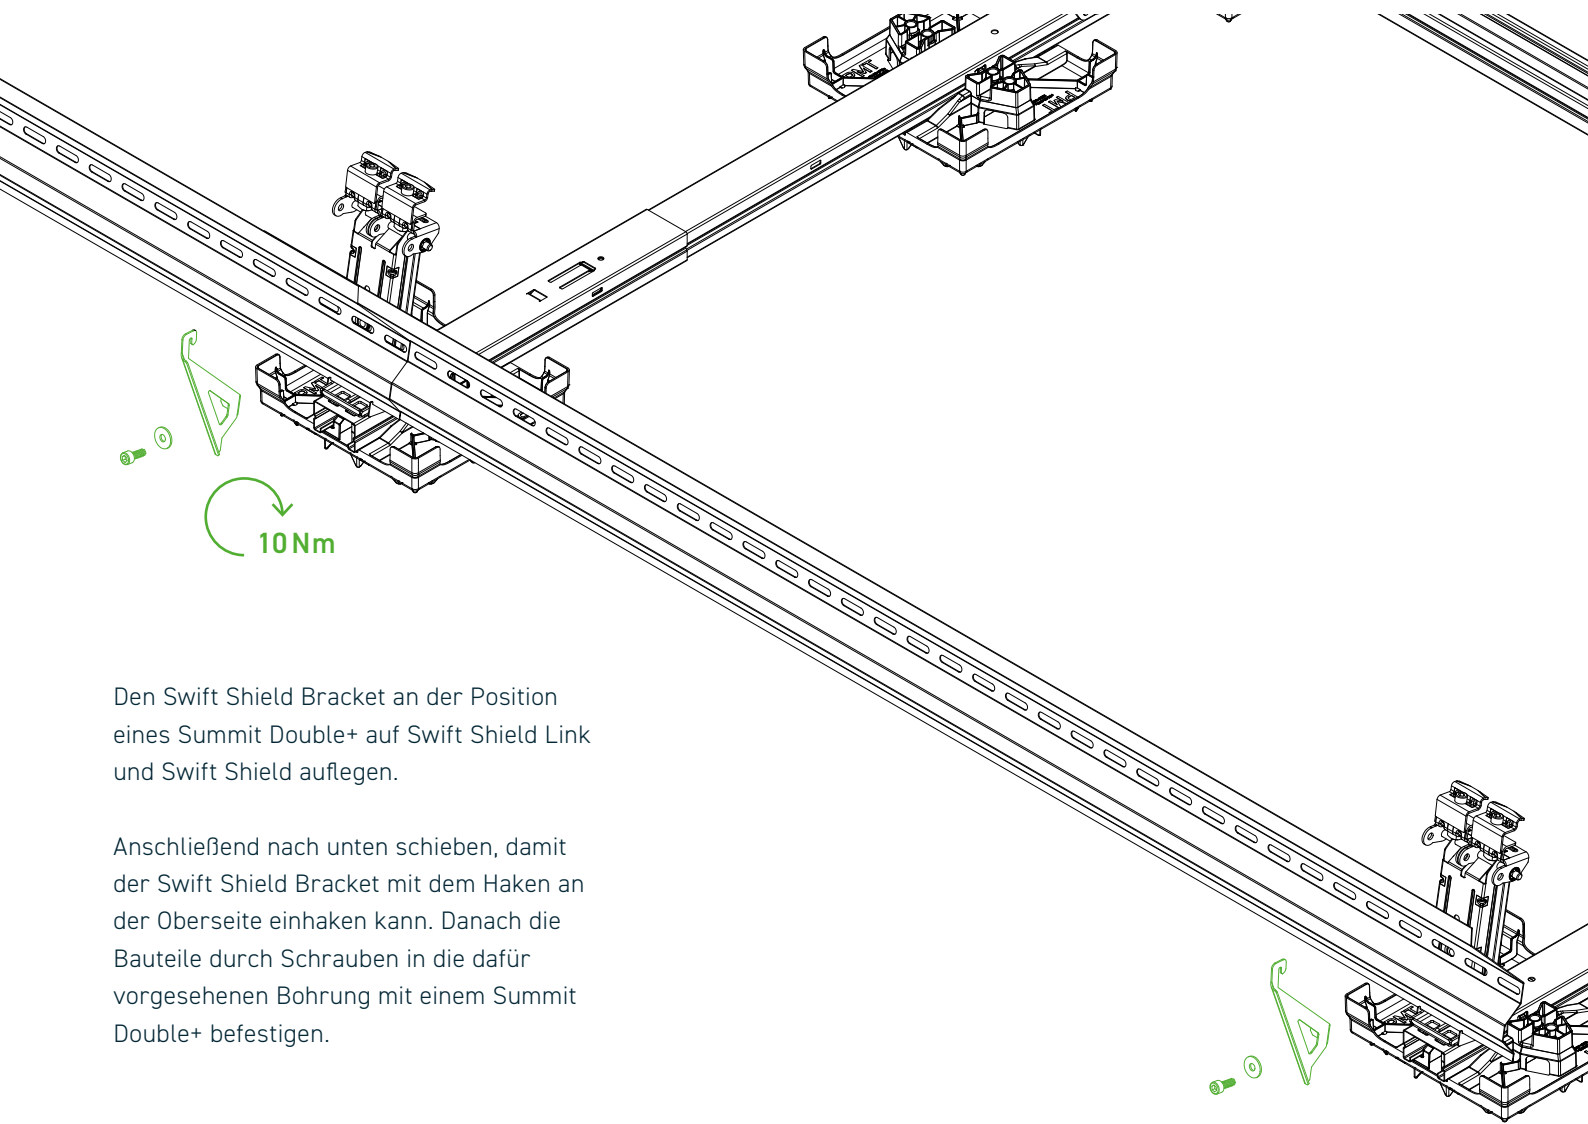 PMT
PMT
10 Nm
Den Swift Shield Bracket an der Position
eines Summit Double+ auf Swift Shield Link
und Swift Shield auflegen.
Anschließend nach unten schieben, damit
der Swift Shield Bracket mit dem Haken an
der Oberseite einhaken kann. Danach die
Bauteile durch Schrauben in die dafür
vorgesehenen Bohrung mit einem Summit
Double+ befestigen.